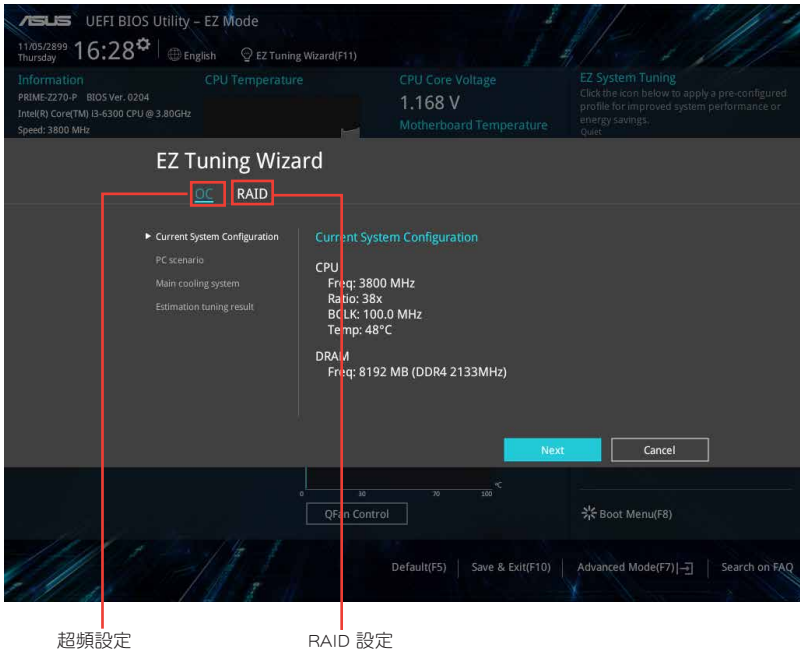 ASUS UEFI BIOS Utility – EZ Mode
11/05/2899
Thursday
16:28
English
EZ Tuning Wizard(F11)
Information
PRIME-Z270-P BIOS Ver. 0204
Intel(R) Core(TM) i3-6300 CPU @ 3.80GHz
Speed: 3800 MHz
CPU Temperature
CPU Core Voltage
1.168 V
Motherboard Temperature
EZ System Tuning
Click the icon below to apply a pre-configured
profile for improved system performance or
energy savings.
Quiet
EZ Tuning Wizard
OC RAID
Current System Configuration
PC scenario
Main cooling system
Estimation tuning result
Current System Configuration
CPU
Freq: 3800 MHz
Ratio: 38x
BCLK: 100.0 MHz
Temp: 48°C
DRAM
Freq: 8192 MB (DDR4 2133MHz)
Next Cancel
°C
0 30 70 100
QFan Control
Boot Menu(F8)
Default(F5) Save & Exit(F10) Advanced Mode(F7) Search on FAQ
超頻設定 RAID 設定